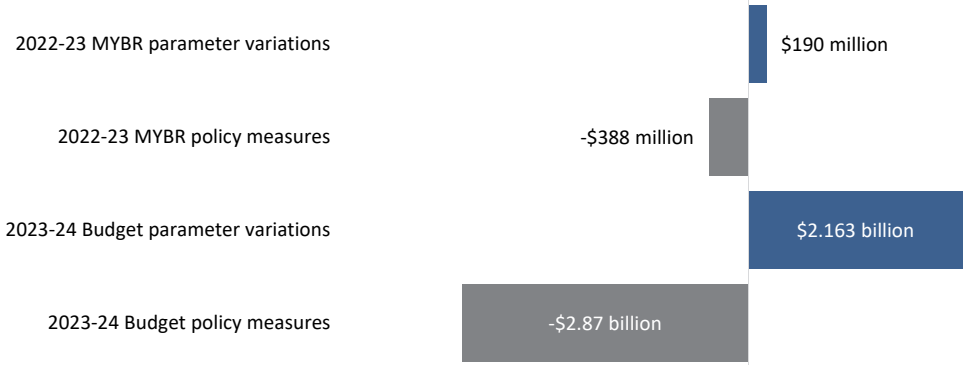 2022-23 MYBR parameter variations
$190 million
2022-23 MYBR policy measures
-$388 million
2023-24 Budget parameter variations
$2.163 billion
2023-24 Budget policy measures
-$2.87 billion